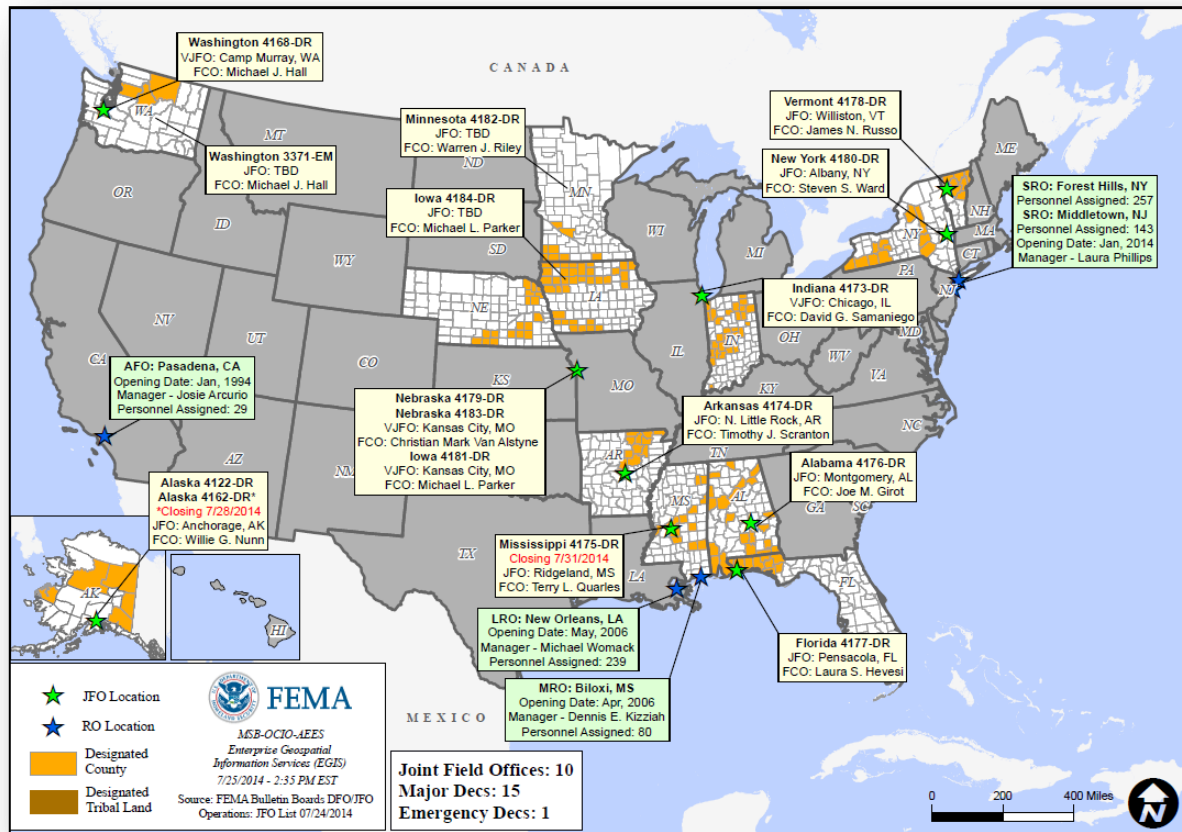 CANADA
Washington 4168-DR
VJFO: Camp Murray, WA
FCO: Michael J. Hall
Washington 3371-EM
JFO: TBD
FCO: Michael J. Hall
Minnesota 4182-DR
JFO: TBD
FCO: Warren J. Riley
Iowa 4184-DR
JFO: TBD
FCO: Michael L. Parker
Vermont 4178-DR
JFO: Williston, VT
FCO: James N. Russo
New York 4180-DR
JFO: Albany, NY
FCO: Steven S. Ward
SRO: Forest Hills, NY
Personnel Assigned: 257
SRO: Middletown, NJ
Personnel Assigned: 143
Opening Date: Jan, 2014
Manager - Laura Phillips
Indiana 4173-DR
VJFO: Chicago, IL
FCO: David G. Samaniego
AFO: Pasadena, CA
Opening Date: Jan, 1994
Manager - Josie Arcurio
Personnel Assigned: 29
Nebraska 4179-DR
Nebraska 4183-DR
VJFO: Kansas City, MO
FCO: Christian Mark Van Alstyne
Iowa 4181-DR
VJFO: Kansas City, MO
FCO: Michael L. Parker
Arkansas 4174-DR
JFO: N. Little Rock, AR
FCO: Timothy J. Scranton
Alabama 4176-DR
JFO: Montgomery, AL
FCO: Joe M. Girot
Alaska 4122-DR
Alaska 4162-DR*
*Closing 7/28/2014
JFO: Anchorage, AK
FCO: Willie G. Nunn
Mississippi 4175-DR
Closing 7/31/2014
JFO: Ridgeland, MS
FCO: Terry L. Quarles
LRO: New Orleans, LA
Opening Date: May, 2006
Manager - Michael Womack
Personnel Assigned: 239
Florida 4177-DR
JFO: Pensacola, FL
FCO: Laura S. Hevesi
MRO: Biloxi, MS
Opening Date: Apr, 2006
Manager - Dennis E. Kizziah
Personnel Assigned: 80
WA
MT
ND
MN
ME
OR
ID
SD
WI
MI
NY
NH
MA
CT
WY
NE
IA
PA
NJ
NV
UT
CO
KS
MO
IL
IN
OH
WV
MD
VA
KY
CA
AZ
NM
AR
TN
NC
SC
MS
AL
GA
TX
LA
FL
AK
HI
MEXICO
JFO Location
RO Location
Designated
County
Designated
Tribal Land
FEMA
MSB-OCIO-AEES
Enterprise Geospatial
Information Services (EGIS)
7/25/2014 - 2:35 PM EST
Source: FEMA Bulletin Boards DFO/JFO
Operations: JFO List 07/24/2014
Joint Field Offices: 10
Major Decs: 15
Emergency Decs: 1
0 200 400 Miles
N